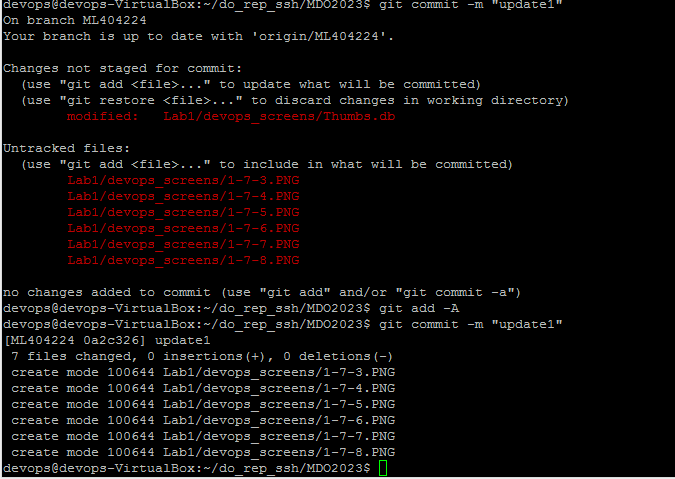 devops@devops-VirtualBox:~/do_rep_ssh/MDO2023$ git commit -m "update1"
On branch ML404224
Your branch is up to date with 'origin/ML404224'.
Changes not staged for commit:
(use "git add <file>..." to update what will be committed)
(use "git restore <file>..." to discard changes in working directory)
modified: Lab1/devops_screens/Thumbs.db
Untracked files:
(use "git add <file>..." to include in what will be committed)
Lab1/devops_screens/1-7-3.PNG
Lab1/devops_screens/1-7-4.PNG
Lab1/devops_screens/1-7-5.PNG
Lab1/devops_screens/1-7-6.PNG
Lab1/devops_screens/1-7-7.PNG
Lab1/devops_screens/1-7-8.PNG
no changes added to commit (use "git add" and/or "git commit -a")
devops@devops-VirtualBox:~/do_rep_ssh/MDO2023$ git add -A
devops@devops-VirtualBox:~/do_rep_ssh/MDO2023$ git commit -m "update1"
[ML404224 0a2c326] update1
7 files changed, 0 insertions(+), 0 deletions(-)
create mode 100644 Lab1/devops_screens/1-7-3.PNG
create mode 100644 Lab1/devops_screens/1-7-4.PNG
create mode 100644 Lab1/devops_screens/1-7-5.PNG
create mode 100644 Lab1/devops_screens/1-7-6.PNG
create mode 100644 Lab1/devops_screens/1-7-7.PNG
create mode 100644 Lab1/devops_screens/1-7-8.PNG
devops@devops-VirtualBox:~/do_rep_ssh/MDO2023$